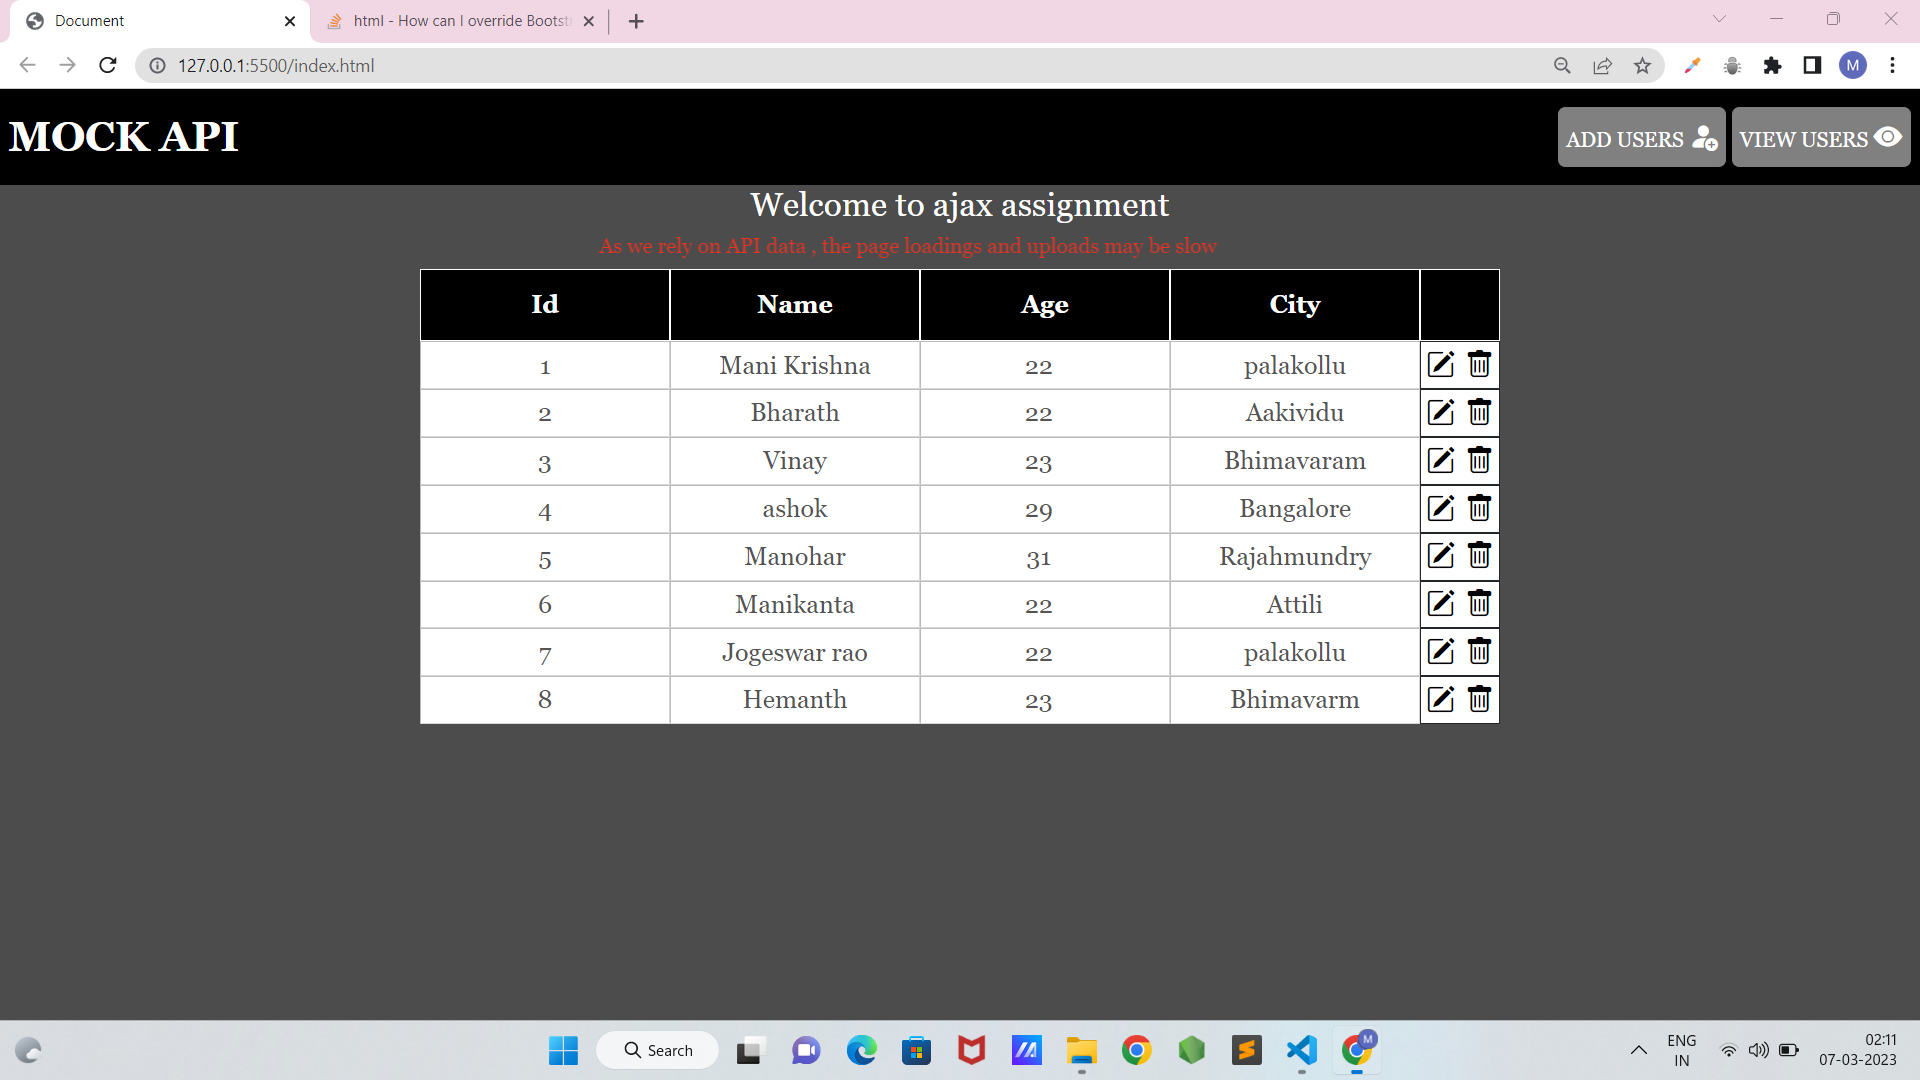 Document
html - How can I override Bootst
127.0.0.1:5500/index.html
M
MOCK API
ADD USERS
VIEW USERS
Welcome to ajax assignment
As we rely on API data , the page loadings and uploads may be slow
Id Name Age City
1 Mani Krishna 22 palakollu
2 Bharath 22 Aakividu
3 Vinay 23 Bhimavaram
4 ashok 29 Bangalore
5 Manohar 31 Rajahmundry
6 Manikanta 22 Attili
7 Jogeswar rao 22 palakollu
8 Hemanth 23 Bhimavarm
Search
M
ENG
IN
02:11
07-03-2023